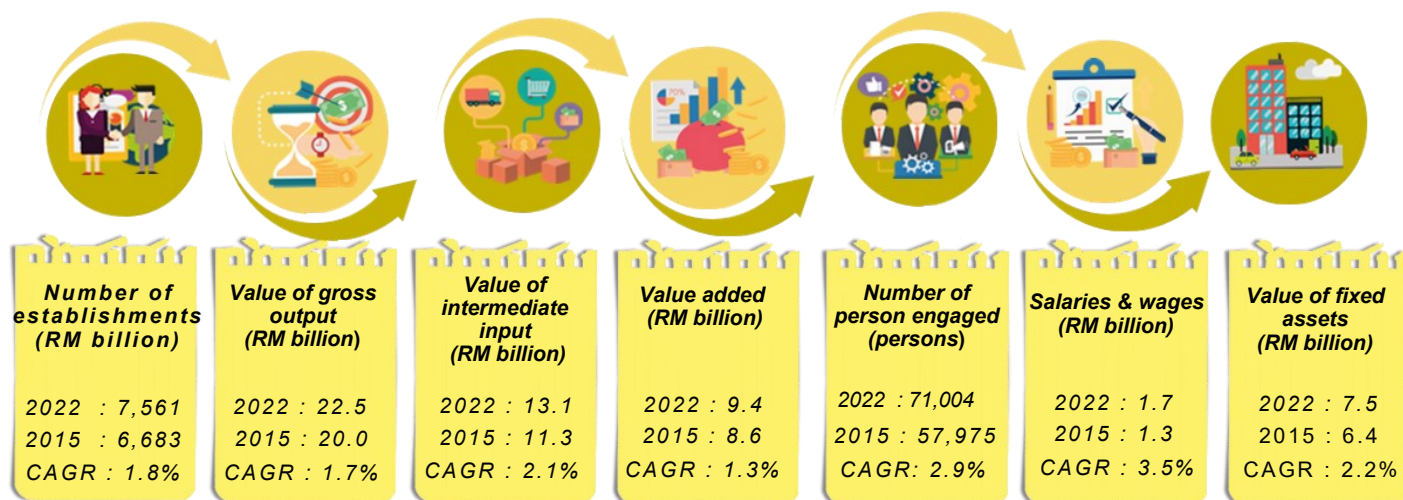 70%
Number of
establishments
(RM billion)
2022 : 7,561
2015 : 6,683
CAGR : 1.8%
Value of gross
output
(RM billion)
2022 : 22.5
2015 : 20.0
CAGR : 1.7%
Value of
intermediate
input
(RM billion)
2022 : 13.1
2015 : 11.3
CAGR : 2.1%
Value added
(RM billion)
2022 : 9.4
2015 : 8.6
CAGR : 1.3%
Number of
person engaged
(persons)
2022 : 71,004
2015 : 57,975
CAGR: 2.9%
Salaries & wages
(RM billion)
2022 : 1.7
2015 : 1.3
CAGR : 3.5%
Value of fixed
assets
(RM billion)
2022 : 7.5
2015 : 6.4
CAGR : 2.2%